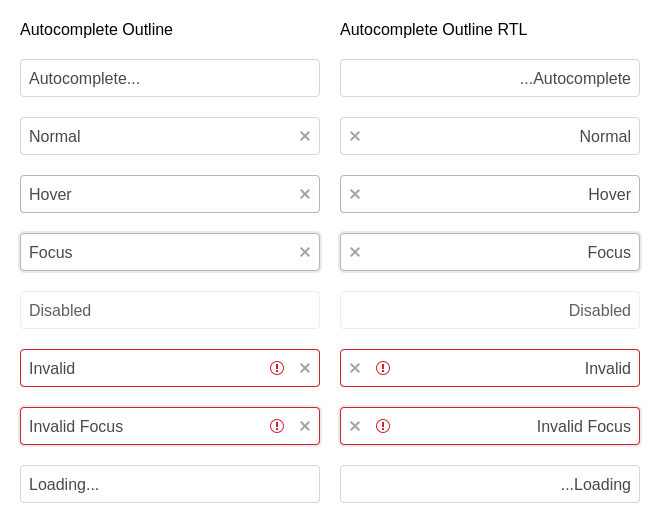 Autocomplete Outline
Autocomplete...
Normal
Hover
Focus
Disabled
Invalid
Invalid Focus
Loading...
Autocomplete Outline RTL
...Autocomplete
Normal
Hover
Focus
Disabled
Invalid
Invalid Focus
...Loading